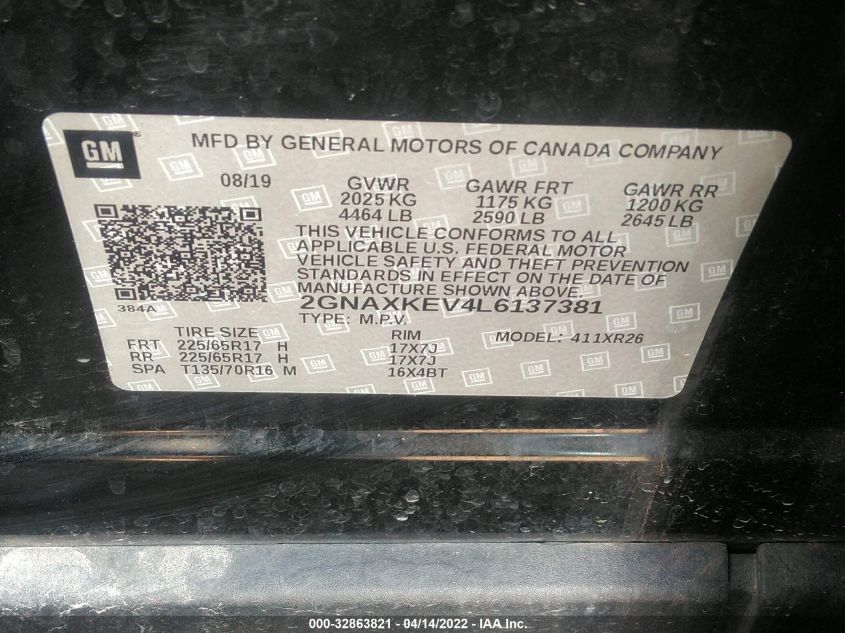 GM
MFD BY GENERAL MOTORS OF CANADA COMPANY
08/19 GVWR GAWR FRT GAWR RR
2025 KG 1175 KG 1200 KG
4464 LB 2590 LB 2645 LB
THIS VEHICLE CONFORMS TO ALL
APPLICABLE U.S. FEDERAL MOTOR
VEHICLE SAFETY AND THEFT PREVENTION
STANDARDS IN EFFECT ON THE DATE OF
MANUFACTURE SHOWN ABOVE.
384A
2GNAXKEV4L6137381
TYPE: M.P.V. MODEL: 411XR26
TIRE SIZE RIM
FRT 225/65R17 H 17X7J
RR 225/65R17 H 17X7J
SPA T135/70R16 M 16X4BT
000-32863821 - 04/14/2022 - IAA Inc.